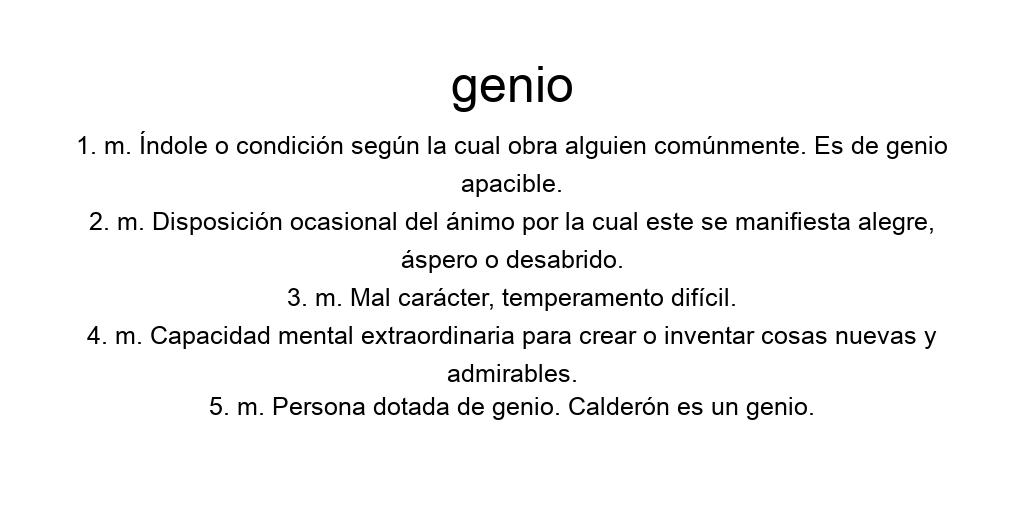 genio
1. m. Índole o condición según la cual obra alguien comúnmente. Es de genio
apacible.
2. m. Disposición ocasional del ánimo por la cual este se manifiesta alegre,
áspero o desabrido.
3. m. Mal carácter, temperamento difícil.
4. m. Capacidad mental extraordinaria para crear o inventar cosas nuevas y
admirables.
5. m. Persona dotada de genio. Calderón es un genio.